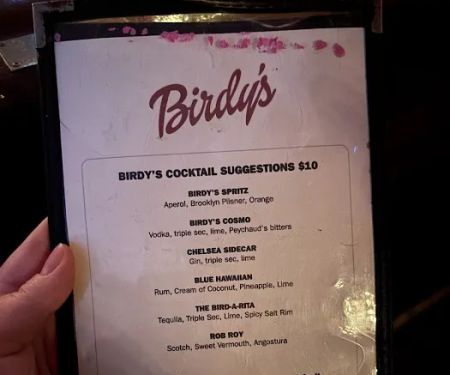 Birdy's
BIRDY'S COCKTAIL SUGGESTIONS $10
BIRDY'S SPRITZ
Aperol, Brooklyn Pilsner, Orange
BIRDY'S COSMO
Vodka, triple sec, lime, Peychaud's bitters
CHELSEA SIDECAR
Gin, triple sec, lime
BLUE HAWAIIAN
Rum, Cream of Coconut, Pineapple, Lime
THE BIRD-A-RITA
Tequila, Triple Sec, Lime, Spicy Salt Rim
ROB ROY
Scotch, Sweet Vermouth, Angostura